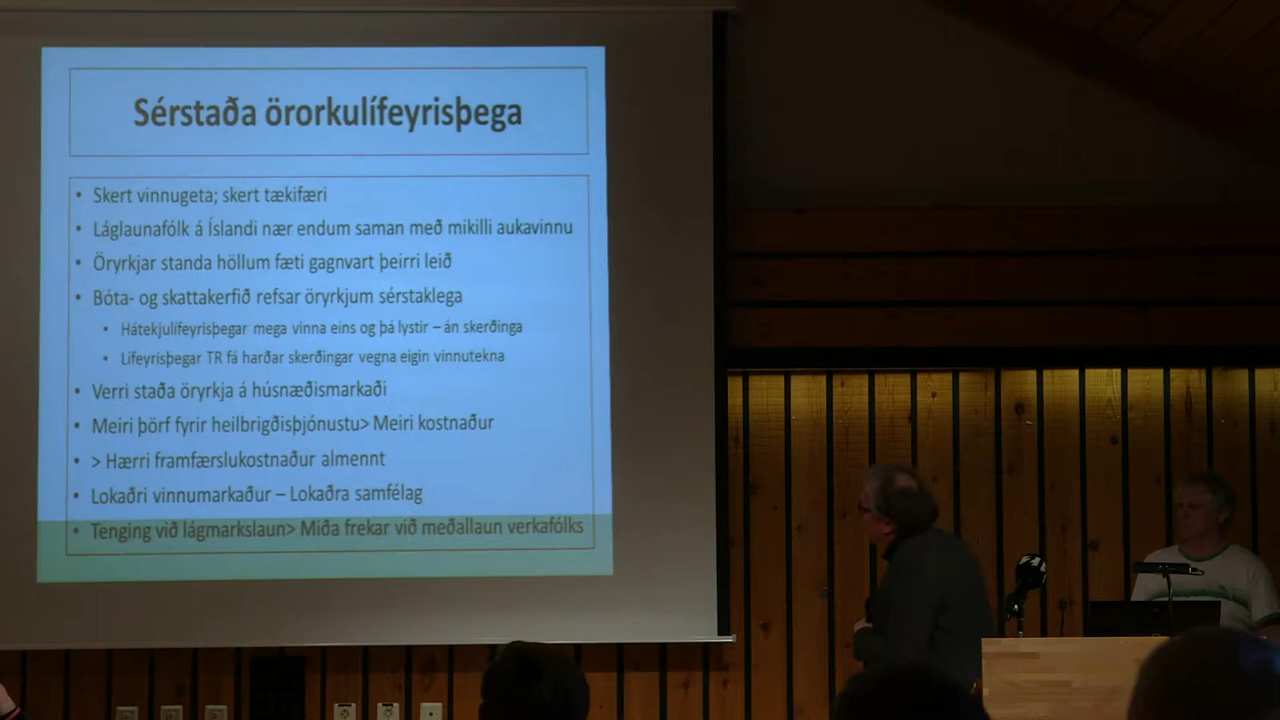 Sérstaða örorkulífeyrisþega
• Skert vinnugeta; skert tækifæri
• Láglaunafólk á Íslandi nær endum saman með mikilli aukavinnu
• Öryrkjar standa höllum fæti gagnvart þeirri leið
• Bóta- og skattakerfið refsar öryrkjum sérstaklega
• Hátekjulífeyrisþegar mega vinna eins og þá lystir – án skerðinga
• Lífeyrisþegar TR fá harðar skerðingar vegna eigin vinnutekna
• Verri staða öryrkja á húsnæðismarkaði
• Meiri þörf fyrir heilbrigðisþjónustu> Meiri kostnaður
• > Hærri framfærslukostnaður almennt
• Lokaðri vinnumarkaður – Lokaðra samfélag
• Tenging við lágmarkslaun> Miða frekar við meðallaun verkafólks